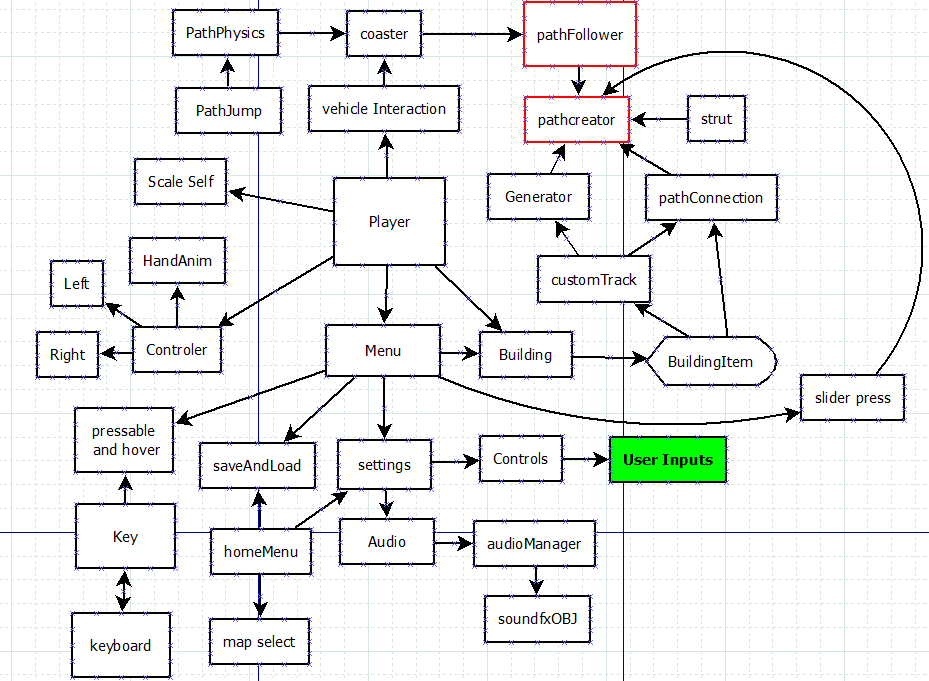 PathPhysics
coaster
pathFollower
PathJump
vehicle Interaction
pathcreator
strut
Scale Self
Player
Generator
pathConnection
HandAnim
Left
customTrack
Right
Controler
Menu
Building
BuildingItem
slider press
pressable
and hover
saveAndLoad
settings
Controls
User Inputs
Key
homeMenu
Audio
audioManager
keyboard
map select
soundfxOBJ